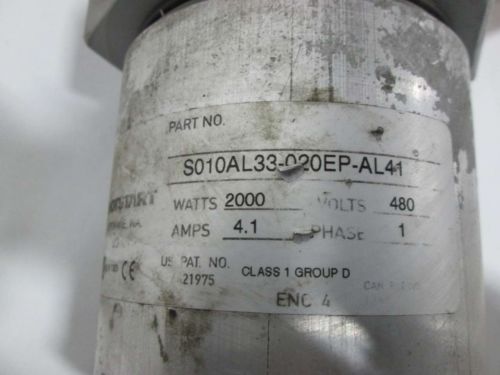 PART NO.
S010AL33-020EP-AL41
WATTS 2000 VOLTS 480
AMPS 4.1 PHASE 1
US. PAT. NO. CLASS 1 GROUP D
21975
CE
ENC 4